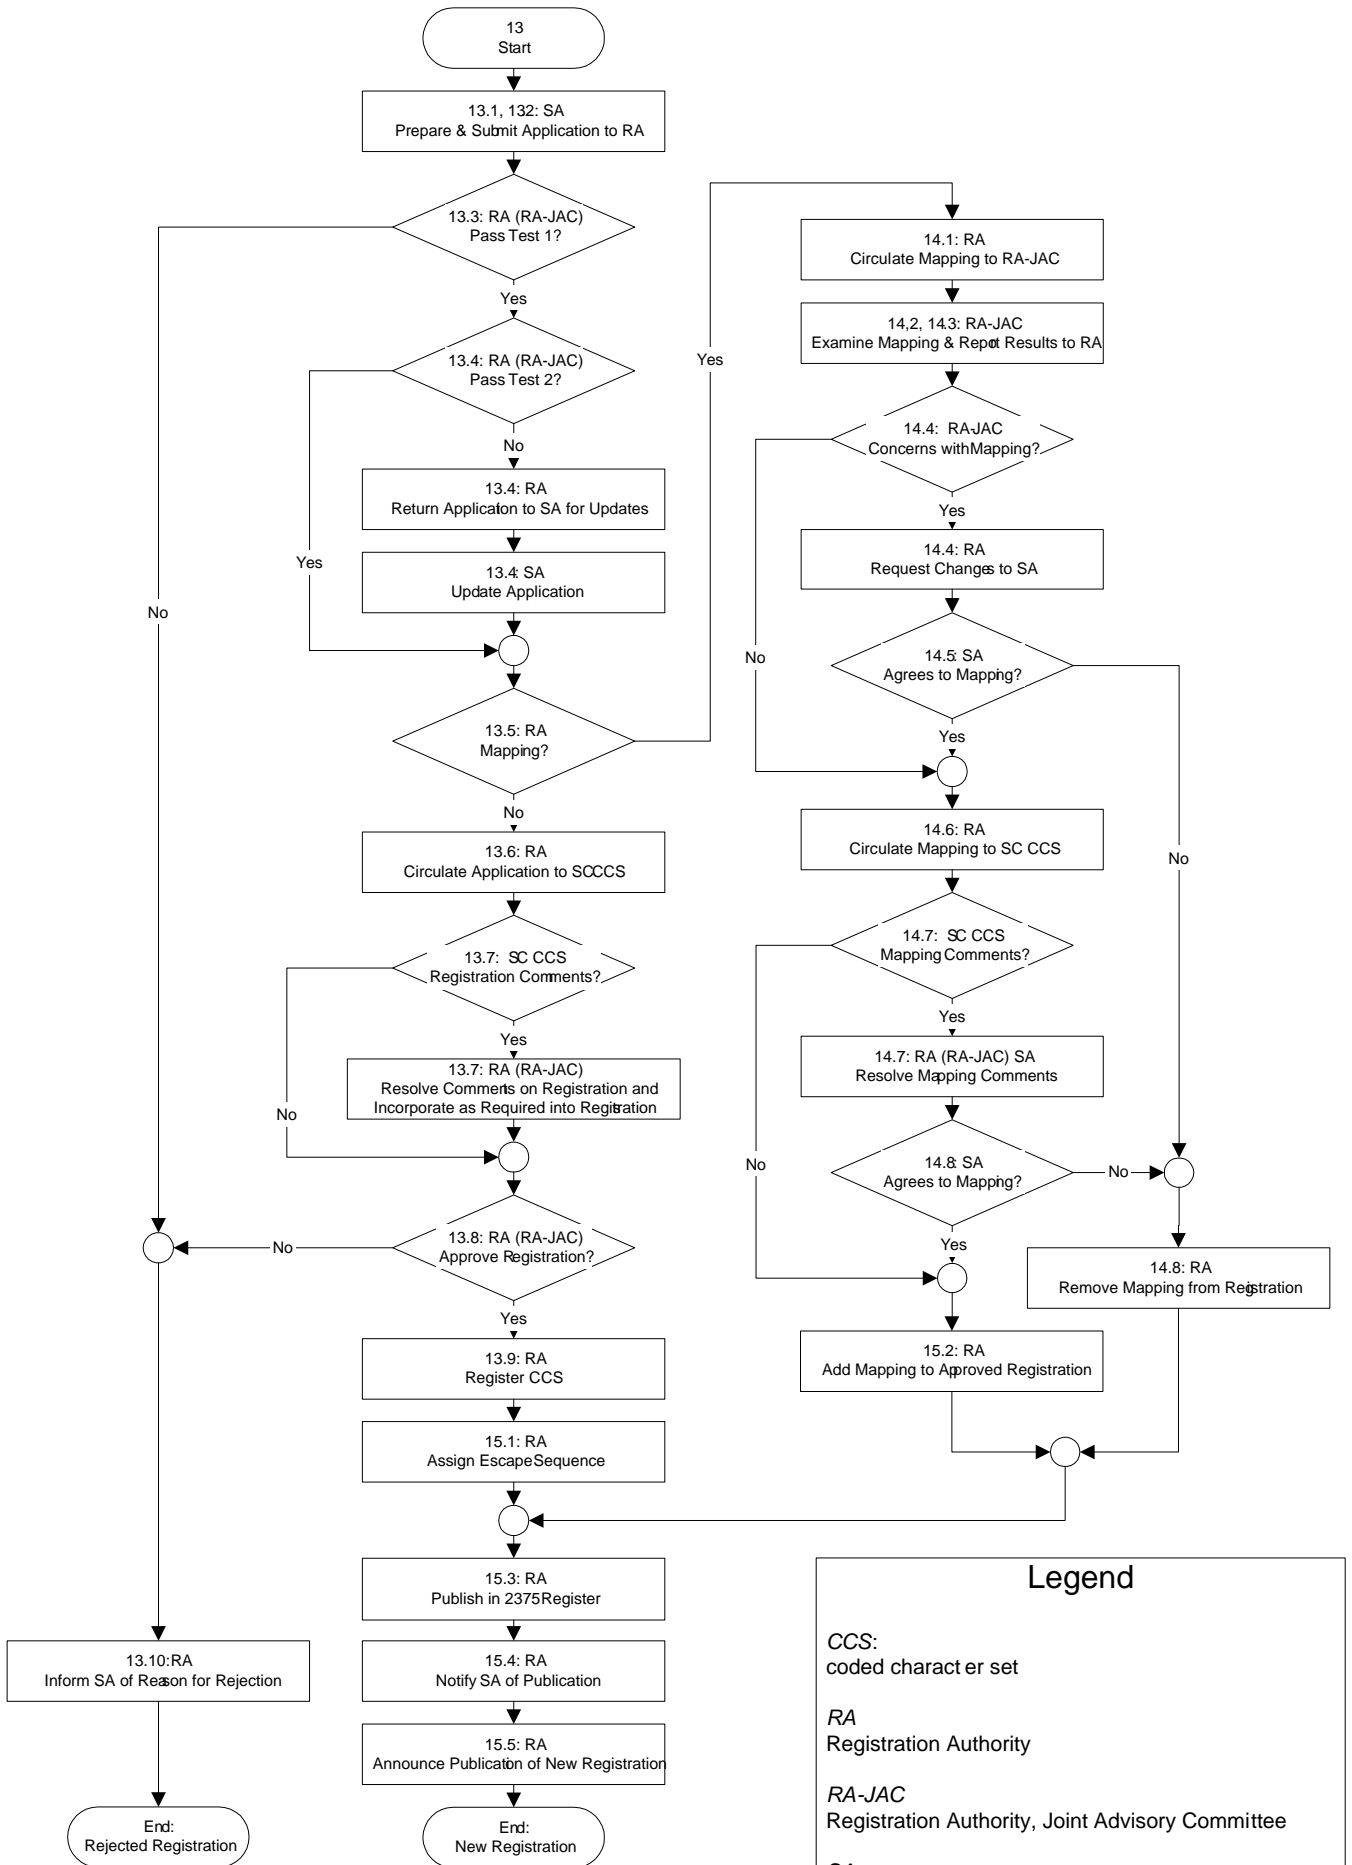 13
Start
13.1, 132: SA
Prepare & Submit Application to RA
13.3: RA (RA-JAC)
Pass Test 1?
Yes
13.4: RA (RA-JAC)
Pass Test 2?
No
13.4: RA
Return Application to SA for Updates
Yes
13.4: SA
Update Application
No
13.5: RA
Mapping?
No
13.6: RA
Circulate Application to SCCCS
13.7: SC CCS
Registration Comments?
Yes
13.7: RA (RA-JAC)
Resolve Comments on Registration and
Incorporate as Required into Registration
No
13.8: RA (RA-JAC)
Approve Registration?
No
Yes
13.9: RA
Register CCS
15.1: RA
Assign EscapeSequence
15.3: RA
Publish in 2375Register
15.4: RA
Notify SA of Publication
15.5: RA
Announce Publication of New Registration
End:
New Registration
13.10:RA
Inform SA of Reason for Rejection
End:
Rejected Registration
Yes
14.1: RA
Circulate Mapping to RA-JAC
14,2, 14.3: RA-JAC
Examine Mapping & Report Results to RA
14.4: RA-JAC
Concerns withMapping?
Yes
14.4: RA
Request Changes to SA
No
14.5: SA
Agrees to Mapping?
Yes
No
14.6: RA
Circulate Mapping to SC CCS
14.7: SC CCS
Mapping Comments?
Yes
14.7: RA (RA-JAC) SA
Resolve Mapping Comments
No
14.8: SA
Agrees to Mapping?
No
Yes
14.8: RA
Remove Mapping from Registration
15.2: RA
Add Mapping to Approved Registration
Legend
CCS:
coded charact er set
RA
Registration Authority
RA-JAC
Registration Authority, Joint Advisory Committee